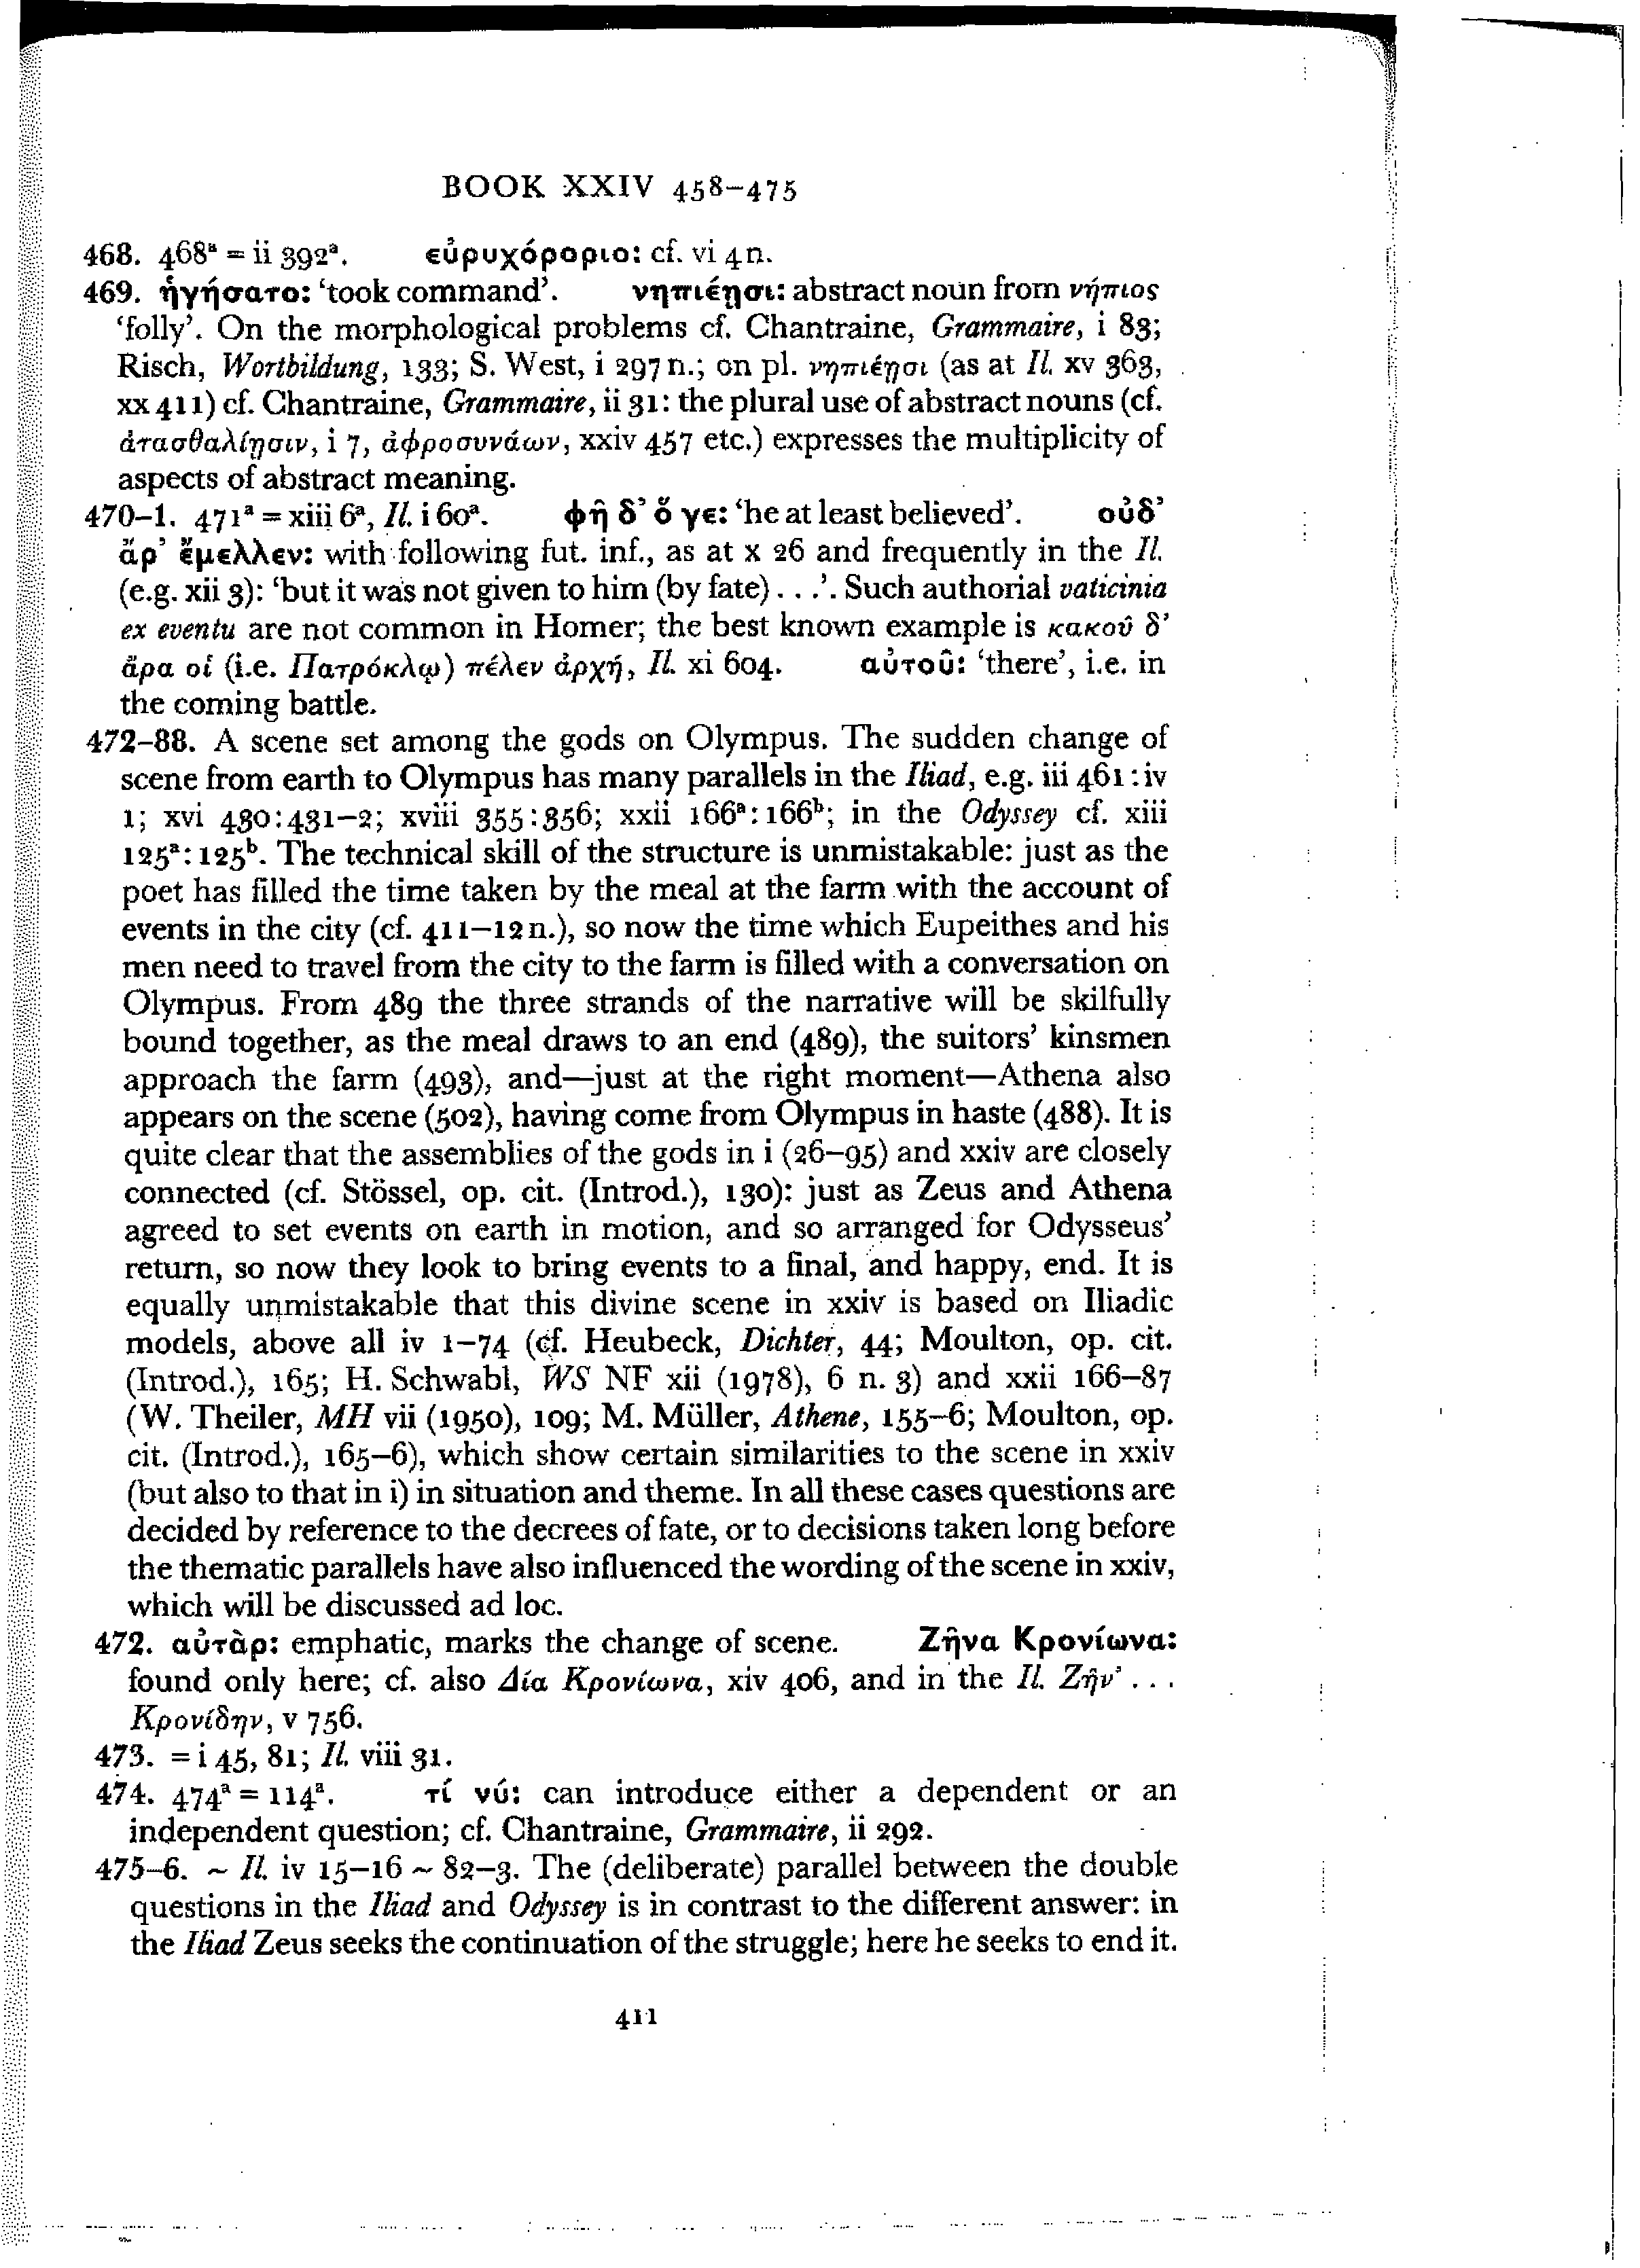 BOOK XXIV 458–475
468. 468ᵃ = ii 392ᵃ. εὐρυχόροριο: cf. vi 4 n.
469. ἡγήσατο: ‘took command’. νηπιέῃσι: abstract noun from νήπιος
‘folly’. On the morphological problems cf. Chantraine, Grammaire, i 83;
Risch, Wortbildung, 133; S. West, i 297 n.; on pl. νηπιέῃσι (as at Il. xv 363,
xx 411) cf. Chantraine, Grammaire, ii 31: the plural use of abstract nouns (cf.
ἀτασθαλίῃσιν, i 7, ἀφροσυνάων, xxiv 457 etc.) expresses the multiplicity of
aspects of abstract meaning.
470–1. 471ᵃ = xiii 6ᵃ, Il. i 60ᵃ. φῆ δ’ ὅ γε: ‘he at least believed’. οὐδ’
ἄρ’ ἔμελλεν: with following fut. inf., as at x 26 and frequently in the Il.
(e.g. xii 3): ‘but it was not given to him (by fate) . . .’. Such authorial vaticinia
ex eventu are not common in Homer; the best known example is κακοῦ δ’
ἄρα οἱ (i.e. Πατρόκλῳ) πέλεν ἀρχή, Il. xi 604. αὐτοῦ: ‘there’, i.e. in
the coming battle.
472–88. A scene set among the gods on Olympus. The sudden change of
scene from earth to Olympus has many parallels in the Iliad, e.g. iii 461 : iv
1; xvi 430:431–2; xviii 355:356; xxii 166ᵃ:166ᵇ; in the Odyssey cf. xiii
125ᵃ:125ᵇ. The technical skill of the structure is unmistakable: just as the
poet has filled the time taken by the meal at the farm with the account of
events in the city (cf. 411–12 n.), so now the time which Eupeithes and his
men need to travel from the city to the farm is filled with a conversation on
Olympus. From 489 the three strands of the narrative will be skilfully
bound together, as the meal draws to an end (489), the suitors’ kinsmen
approach the farm (493), and—just at the right moment—Athena also
appears on the scene (502), having come from Olympus in haste (488). It is
quite clear that the assemblies of the gods in i (26–95) and xxiv are closely
connected (cf. Stössel, op. cit. (Introd.), 130): just as Zeus and Athena
agreed to set events on earth in motion, and so arranged for Odysseus’
return, so now they look to bring events to a final, and happy, end. It is
equally unmistakable that this divine scene in xxiv is based on Iliadic
models, above all iv 1–74 (cf. Heubeck, Dichter, 44; Moulton, op. cit.
(Introd.), 165; H. Schwabl, WS NF xii (1978), 6 n. 3) and xxii 166–87
(W. Theiler, MH vii (1950), 109; M. Müller, Athene, 155–6; Moulton, op.
cit. (Introd.), 165–6), which show certain similarities to the scene in xxiv
(but also to that in i) in situation and theme. In all these cases questions are
decided by reference to the decrees of fate, or to decisions taken long before
the thematic parallels have also influenced the wording of the scene in xxiv,
which will be discussed ad loc.
472. αὐτὰρ: emphatic, marks the change of scene. Ζῆνα Κρονίωνα:
found only here; cf. also Δία Κρονίωνα, xiv 406, and in the Il. Ζῆν’ . . .
Κρονίδην, v 756.
473. = i 45, 81; Il. viii 31.
474. 474ᵃ = 114ᵃ. τί νύ: can introduce either a dependent or an
independent question; cf. Chantraine, Grammaire, ii 292.
475–6. ~ Il. iv 15–16 ~ 82–3. The (deliberate) parallel between the double
questions in the Iliad and Odyssey is in contrast to the different answer: in
the Iliad Zeus seeks the continuation of the struggle; here he seeks to end it.
411